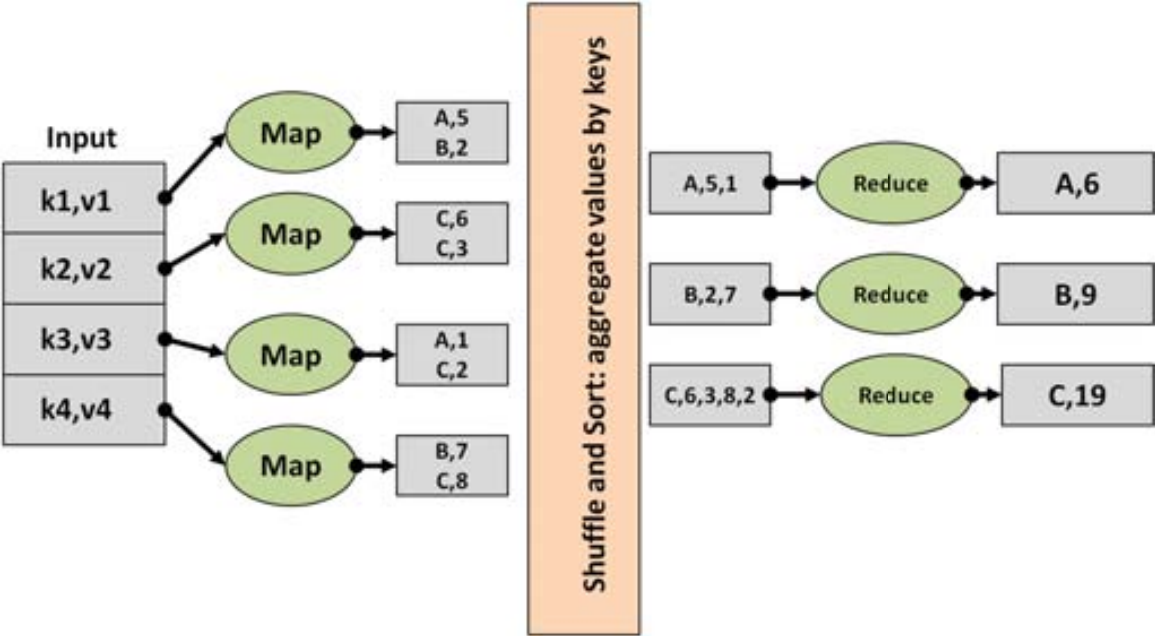 Input
k1,v1
k2,v2
k3,v3
k4,v4
Map
A,5
B,2
Map
C,6
C,3
Map
A,1
C,2
Map
B,7
C,8
Shuffle and Sort: aggregate values by keys
A,5,1
Reduce
A,6
B,2,7
Reduce
B,9
C,6,3,8,2
Reduce
C,19